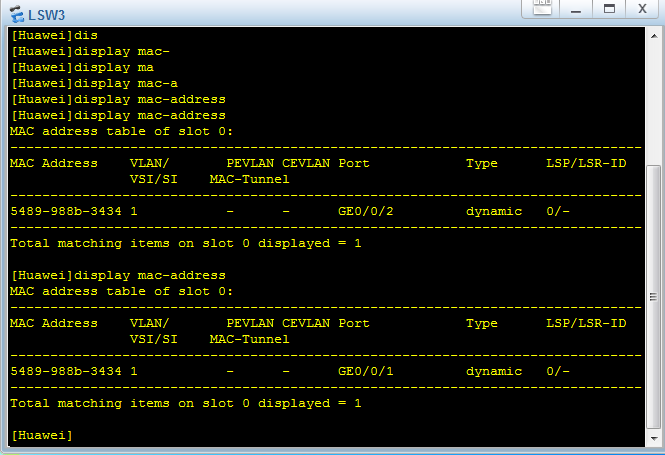 LSW3
[Huawei]dis
[Huawei]display mac-
[Huawei]display ma
[Huawei]display mac-a
[Huawei]display mac-address
[Huawei]display mac-address
MAC address table of slot 0:
-------------------------------------------------------------------------------
MAC Address    VLAN/       PEVLAN CEVLAN Port            Type      LSP/LSR-ID
               VSI/SI    MAC-Tunnel
-------------------------------------------------------------------------------
5489-988b-3434 1           -      -      GE0/0/2         dynamic   0/-
-------------------------------------------------------------------------------
Total matching items on slot 0 displayed = 1

[Huawei]display mac-address
MAC address table of slot 0:
-------------------------------------------------------------------------------
MAC Address    VLAN/       PEVLAN CEVLAN Port            Type      LSP/LSR-ID
               VSI/SI    MAC-Tunnel
-------------------------------------------------------------------------------
5489-988b-3434 1           -      -      GE0/0/1         dynamic   0/-
-------------------------------------------------------------------------------
Total matching items on slot 0 displayed = 1

[Huawei]